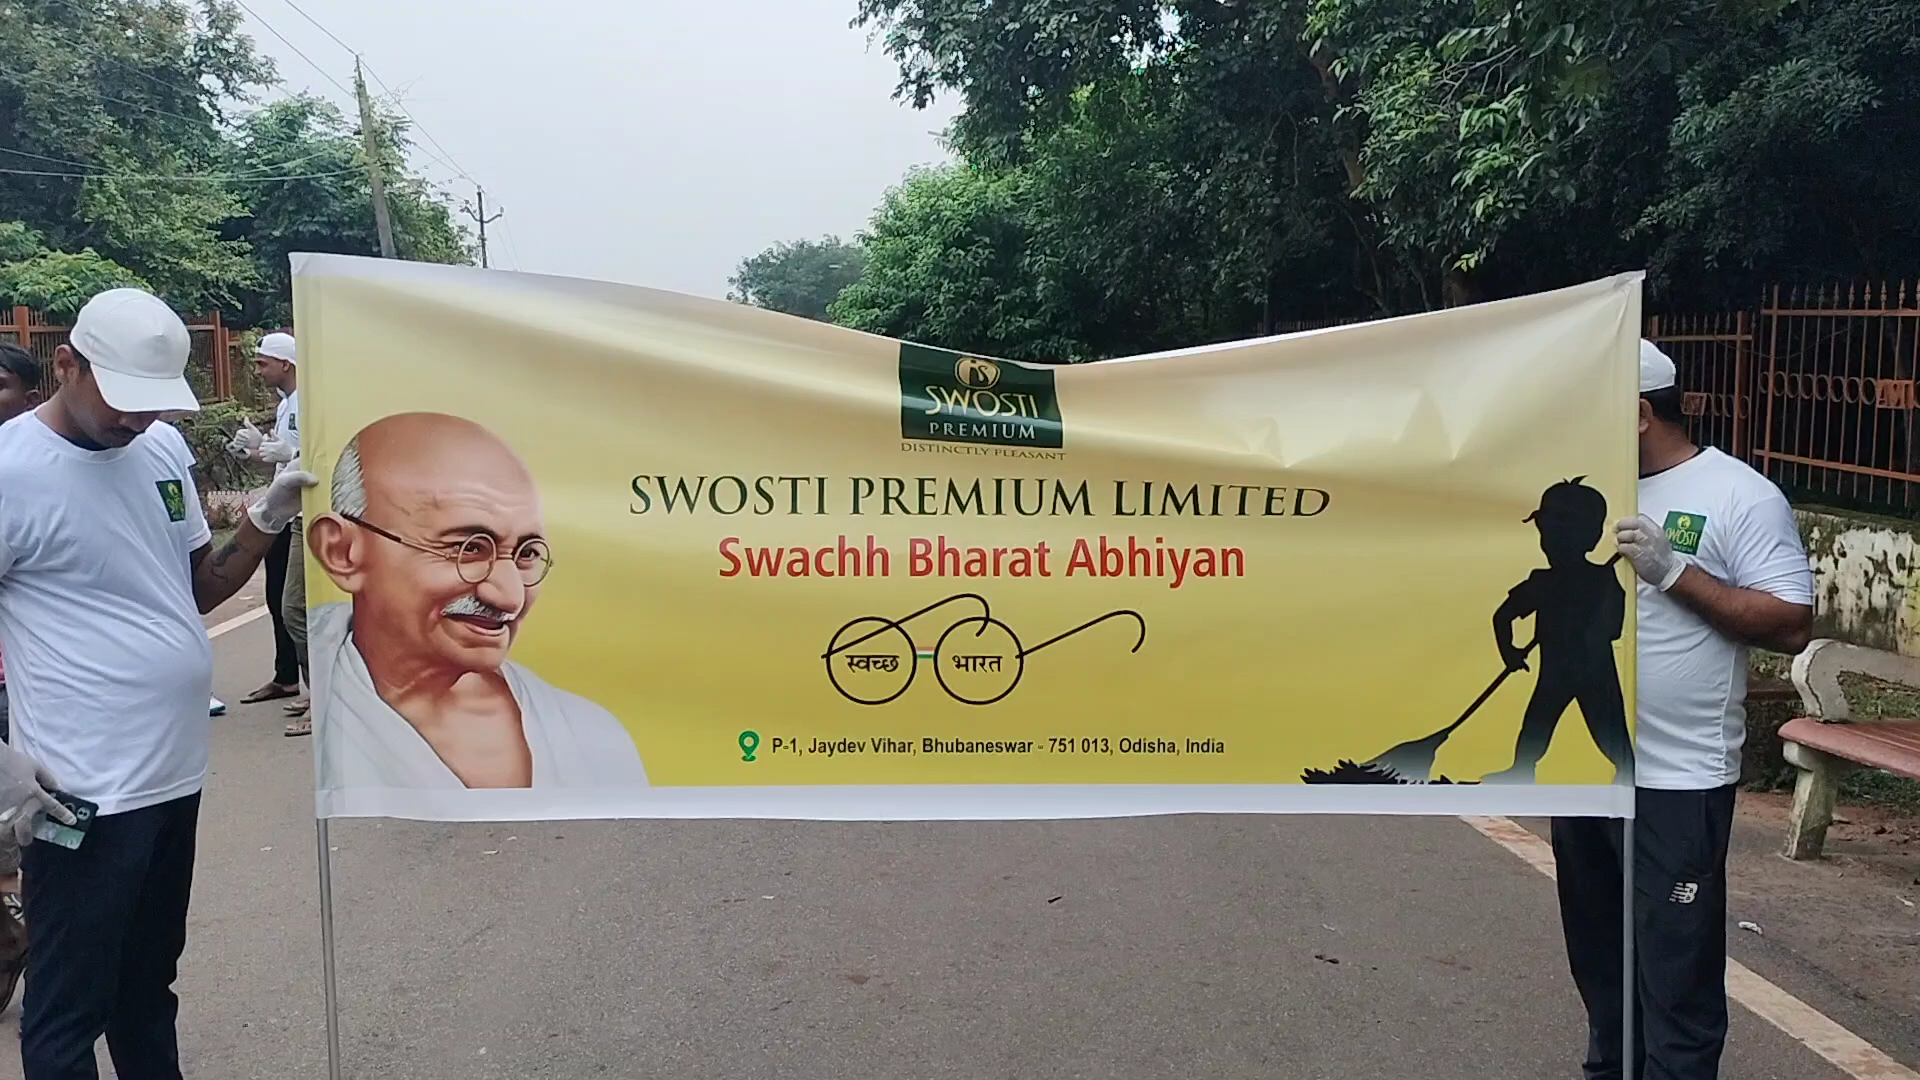 SWOSTI
PREMIUM
DISTINCTLY PLEASANT
SWOSTI PREMIUM LIMITED
Swachh Bharat Abhiyan
स्वच्छ भारत
P-1, Jaydev Vihar, Bhubaneswar - 751 013, Odisha, India
SWOSTI